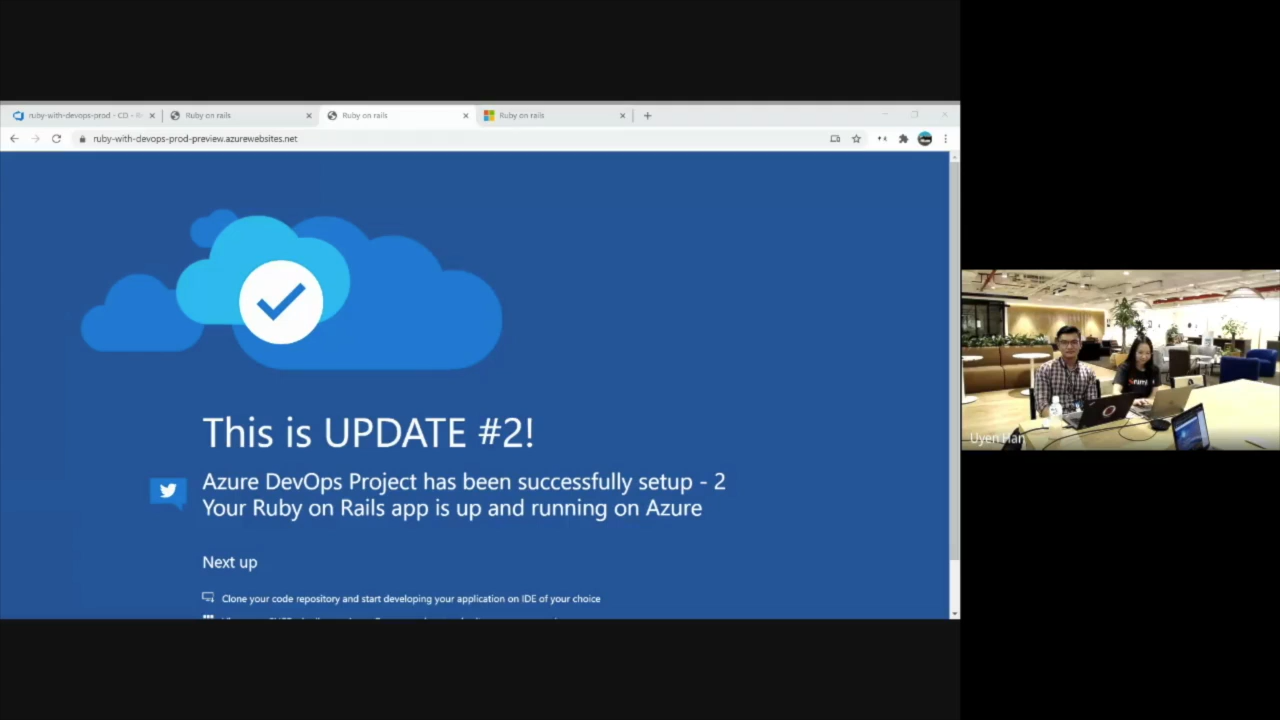 ruby-with-devops-prod - CD -
Ruby on rails
Ruby on rails
Ruby on rails
ruby-with-devops-prod-preview.azurewebsites.net
This is UPDATE #2!
Azure DevOps Project has been successfully setup - 2
Your Ruby on Rails app is up and running on Azure
Next up
Clone your code repository and start developing your application on IDE of your choice
Uyen Han